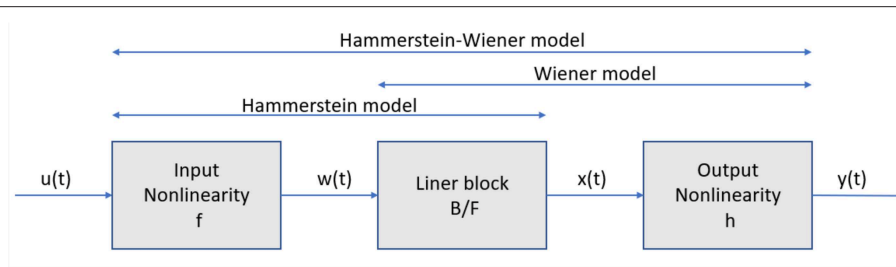 Hammerstein-Wiener model
Wiener model
Hammerstein model
u(t)
Input
Nonlinearity
f
w(t)
Liner block
B/F
x(t)
Output
Nonlinearity
h
y(t)